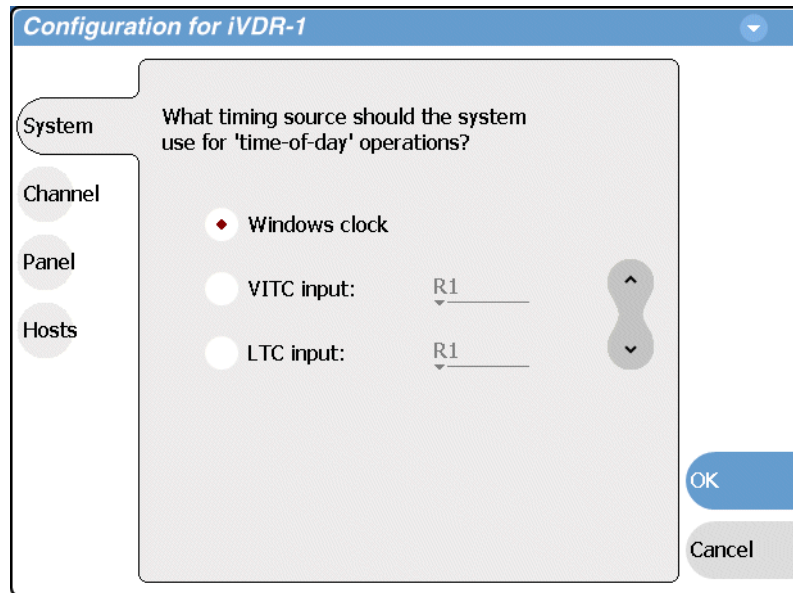 Configuration for iVDR-1
System
Channel
Panel
Hosts
What timing source should the system
use for 'time-of-day' operations?
Windows clock
VITC input: R1
LTC input: R1
OK
Cancel